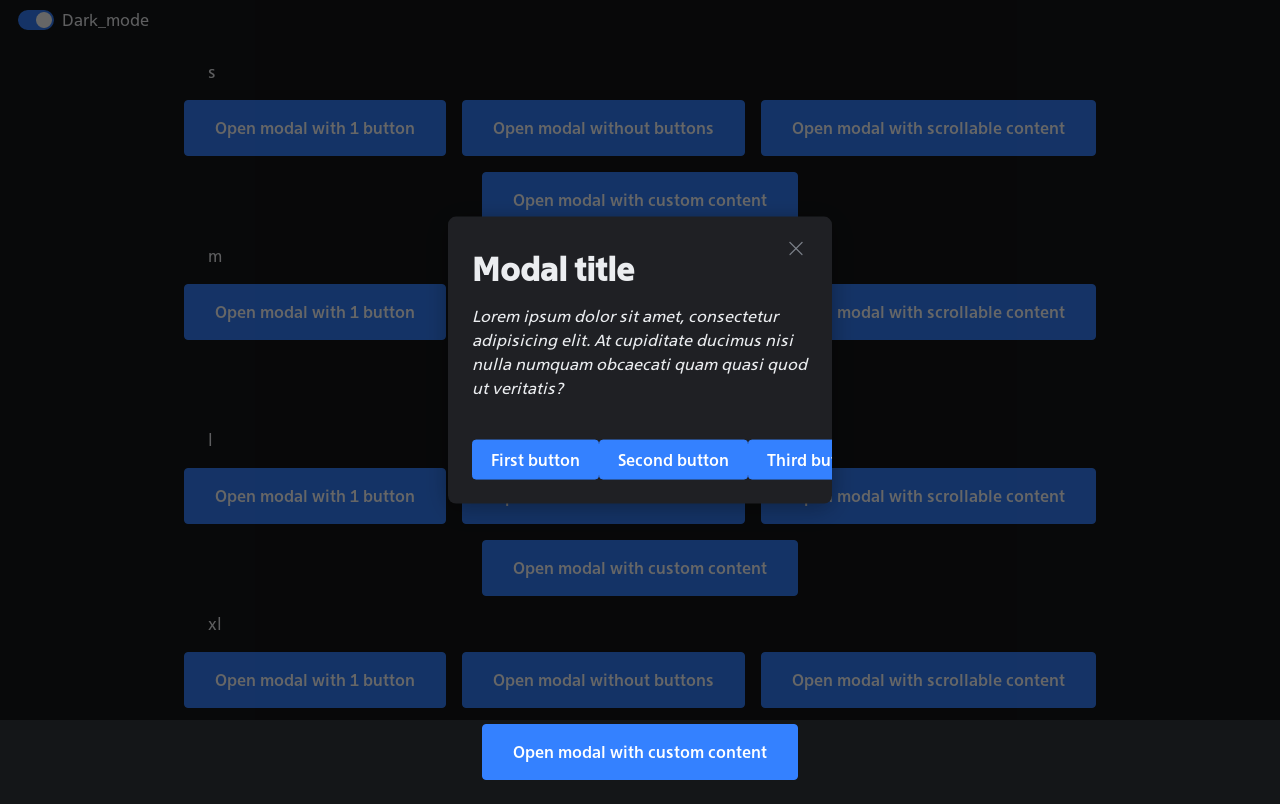 Dark_mode
s
Open modal with 1 button
Open modal without buttons
Open modal with scrollable content
Open modal with custom content
m
Open modal with 1 button
modal with scrollable content
Modal title
Lorem ipsum dolor sit amet, consectetur
adipisicing elit. At cupiditate ducimus nisi
nulla numquam obcaecati quam quasi quod
ut veritatis?
First button
Second button
Third bu
l
Open modal with 1 button
modal with scrollable content
Open modal with custom content
xl
Open modal with 1 button
Open modal without buttons
Open modal with scrollable content
Open modal with custom content